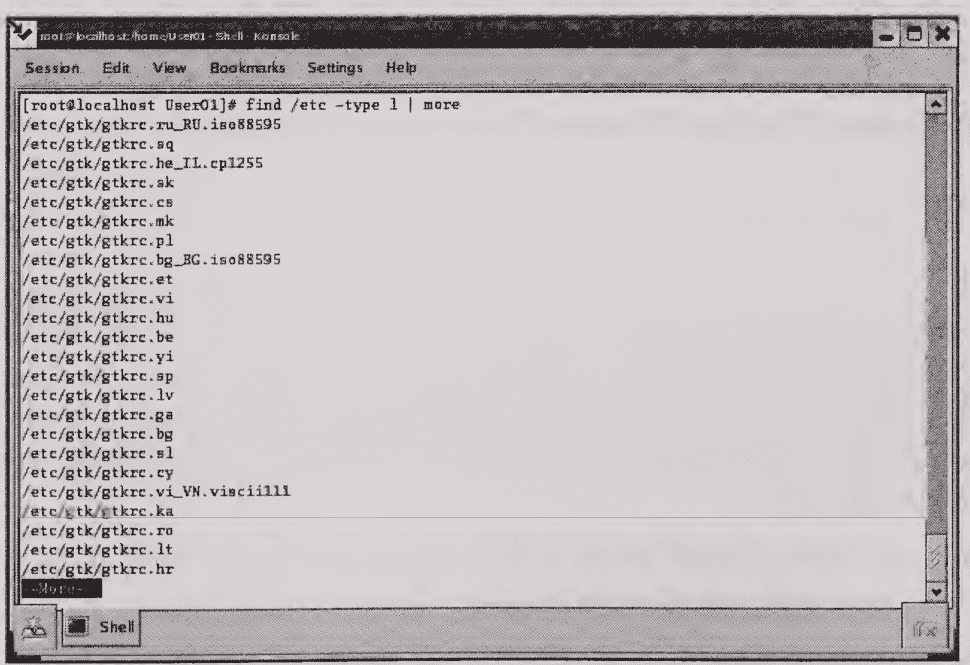 root@localhost:/home/User01 - Shell - Konsole
Session Edit View Bookmarks Settings Help
[root@localhost User01]# find /etc -type l | more
/etc/gtk/gtkrc.ru_RU.iso88595
/etc/gtk/gtkrc.sq
/etc/gtk/gtkrc.he_IL.cp1255
/etc/gtk/gtkrc.sk
/etc/gtk/gtkrc.cs
/etc/gtk/gtkrc.mk
/etc/gtk/gtkrc.pl
/etc/gtk/gtkrc.bg_BG.iso88595
/etc/gtk/gtkrc.et
/etc/gtk/gtkrc.vi
/etc/gtk/gtkrc.hu
/etc/gtk/gtkrc.be
/etc/gtk/gtkrc.yi
/etc/gtk/gtkrc.sp
/etc/gtk/gtkrc.lv
/etc/gtk/gtkrc.ga
/etc/gtk/gtkrc.bg
/etc/gtk/gtkrc.sl
/etc/gtk/gtkrc.cy
/etc/gtk/gtkrc.vi_VN.viscii111
/etc/gtk/gtkrc.ka
/etc/gtk/gtkrc.ro
/etc/gtk/gtkrc.lt
/etc/gtk/gtkrc.hr
--More--
Shell